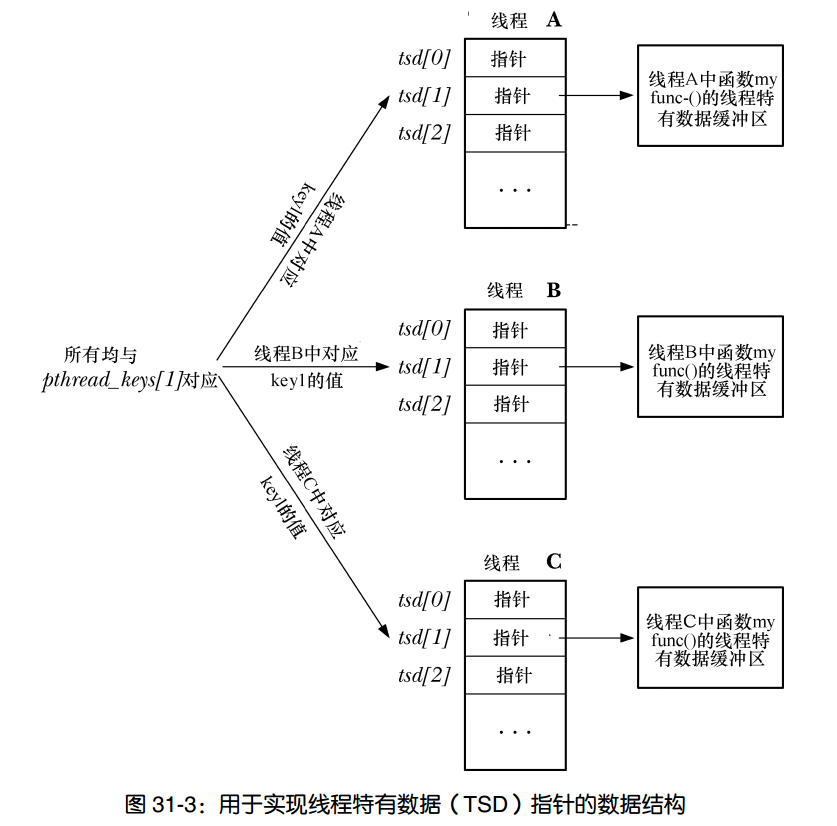 线程 A
tsd[0]
指针
tsd[1]
指针
tsd[2]
指针
...
线程A中函数my
func-()的线程特
有数据缓冲区
线程A中对应
key1的值
线程 B
tsd[0]
指针
tsd[1]
指针
tsd[2]
指针
...
线程B中函数my
func()的线程特
有数据缓冲区
所有均与
pthread_keys[1]对应
线程B中对应
key1的值
线程C中对应
key1的值
线程 C
tsd[0]
指针
tsd[1]
指针
tsd[2]
指针
...
线程C中函数my
func()的线程特
有数据缓冲区
图 31-3：用于实现线程特有数据（TSD）指针的数据结构